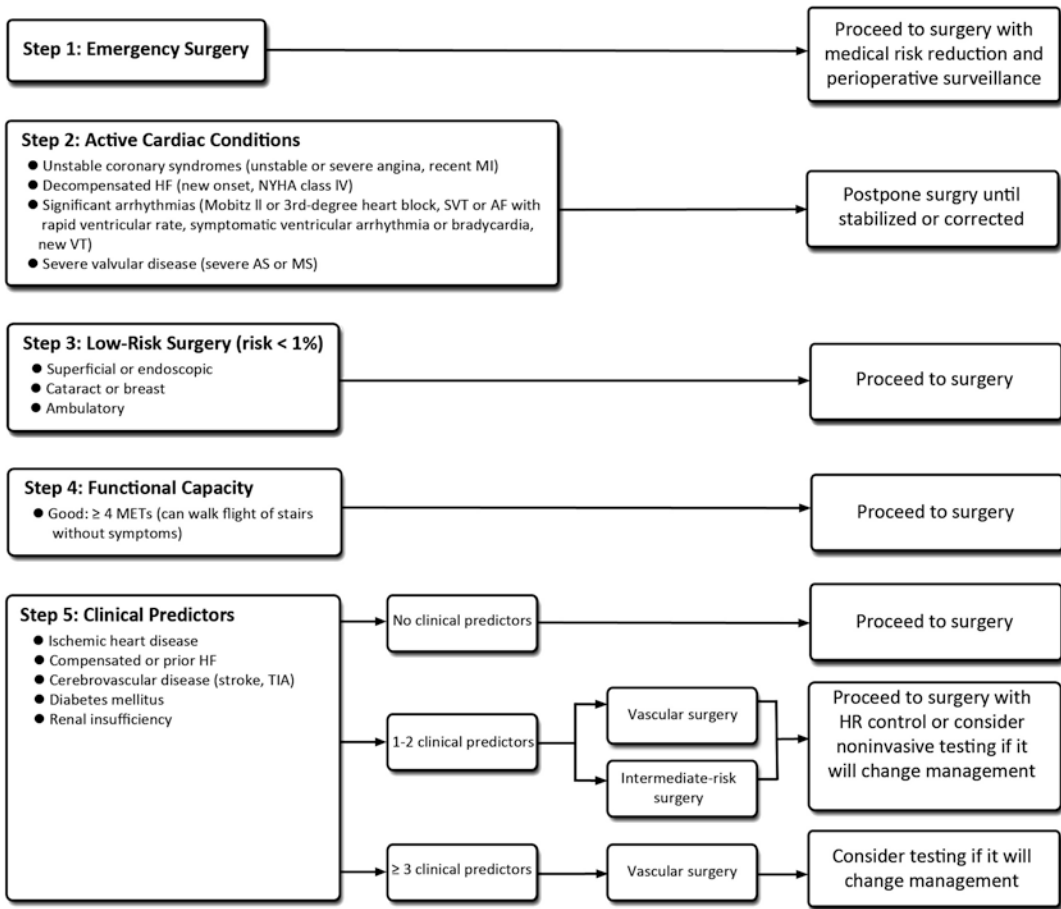 Step 1: Emergency Surgery
Proceed to surgery with
medical risk reduction and
perioperative surveillance
Step 2: Active Cardiac Conditions
● Unstable coronary syndromes (unstable or severe angina, recent MI)
● Decompensated HF (new onset, NYHA class IV)
● Significant arrhythmias (Mobitz II or 3rd-degree heart block, SVT or AF with
rapid ventricular rate, symptomatic ventricular arrhythmia or bradycardia,
new VT)
● Severe valvular disease (severe AS or MS)
Postpone surgry until
stabilized or corrected
Step 3: Low-Risk Surgery (risk < 1%)
● Superficial or endoscopic
● Cataract or breast
● Ambulatory
Proceed to surgery
Step 4: Functional Capacity
● Good: ≥ 4 METs (can walk flight of stairs
without symptoms)
Proceed to surgery
Step 5: Clinical Predictors
● Ischemic heart disease
● Compensated or prior HF
● Cerebrovascular disease (stroke, TIA)
● Diabetes mellitus
● Renal insufficiency
No clinical predictors
Proceed to surgery
1-2 clinical predictors
Vascular surgery
Intermediate-risk
surgery
Proceed to surgery with
HR control or consider
noninvasive testing if it
will change management
≥ 3 clinical predictors
Vascular surgery
Consider testing if it will
change management